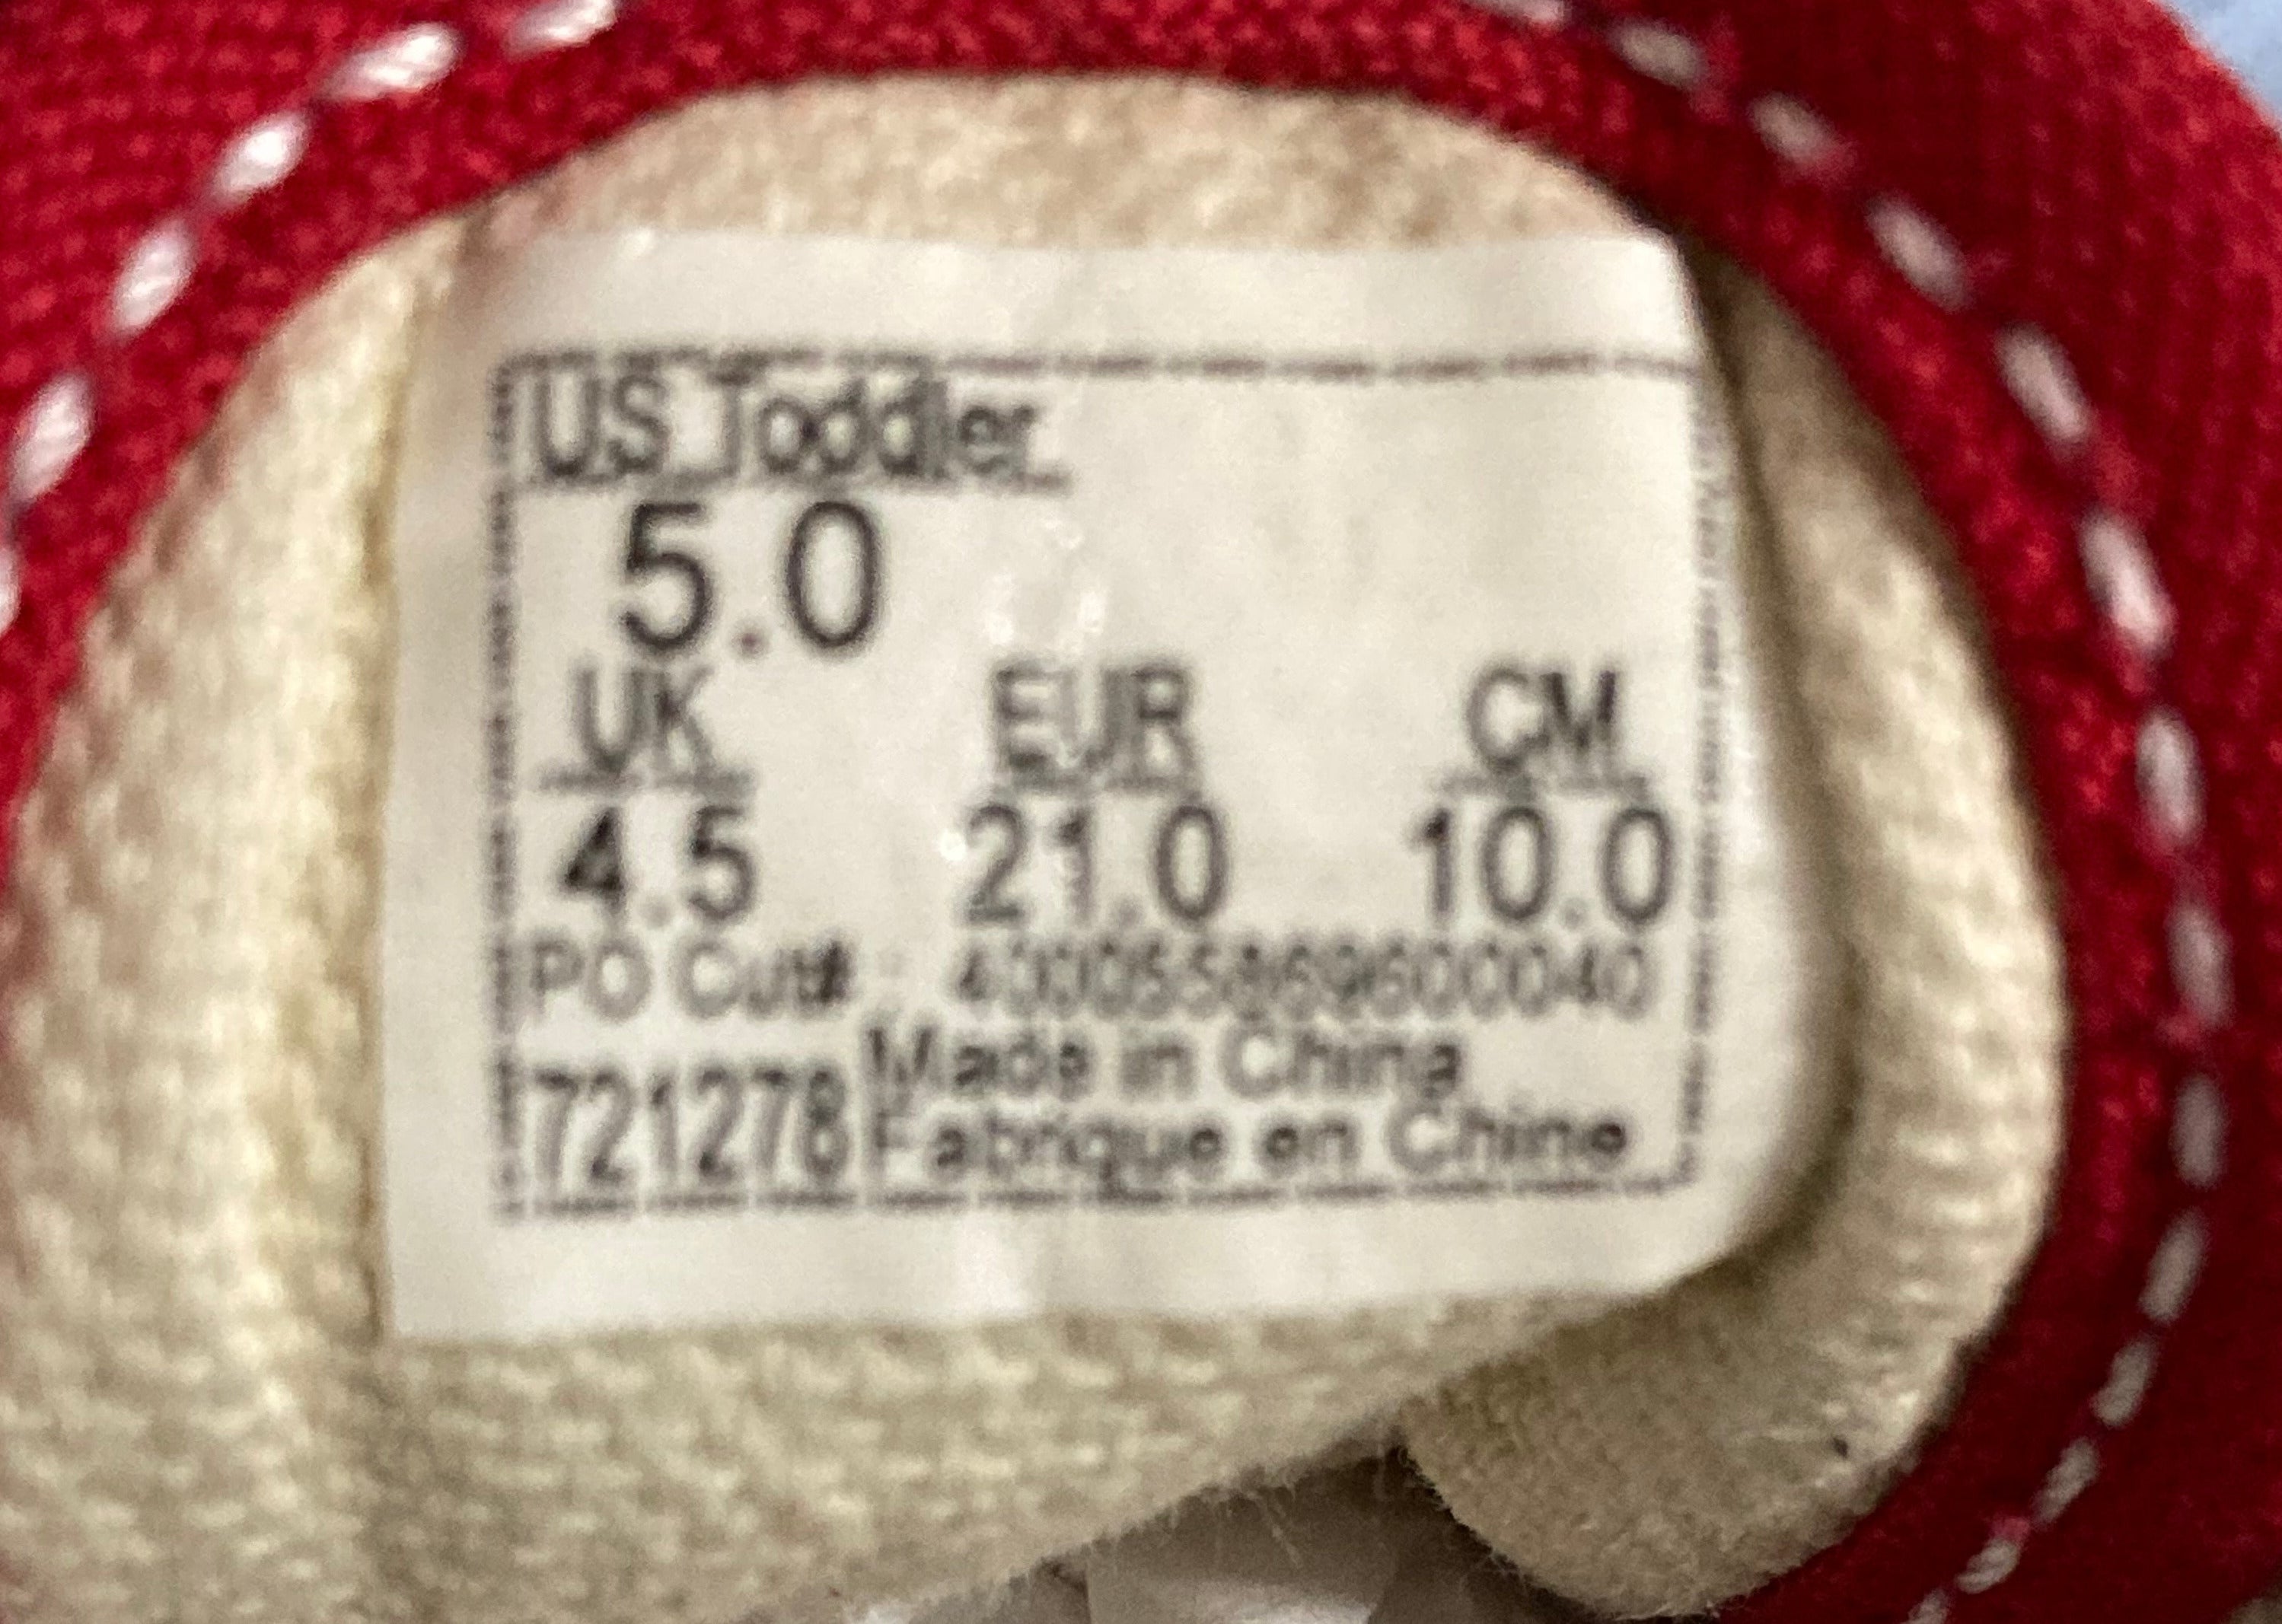 US Toddler
5.0
UK EUR CM
4.5 21.0 10.0
PO Cut# 4000558696000040
Made in China
721278 Fabrique en Chine